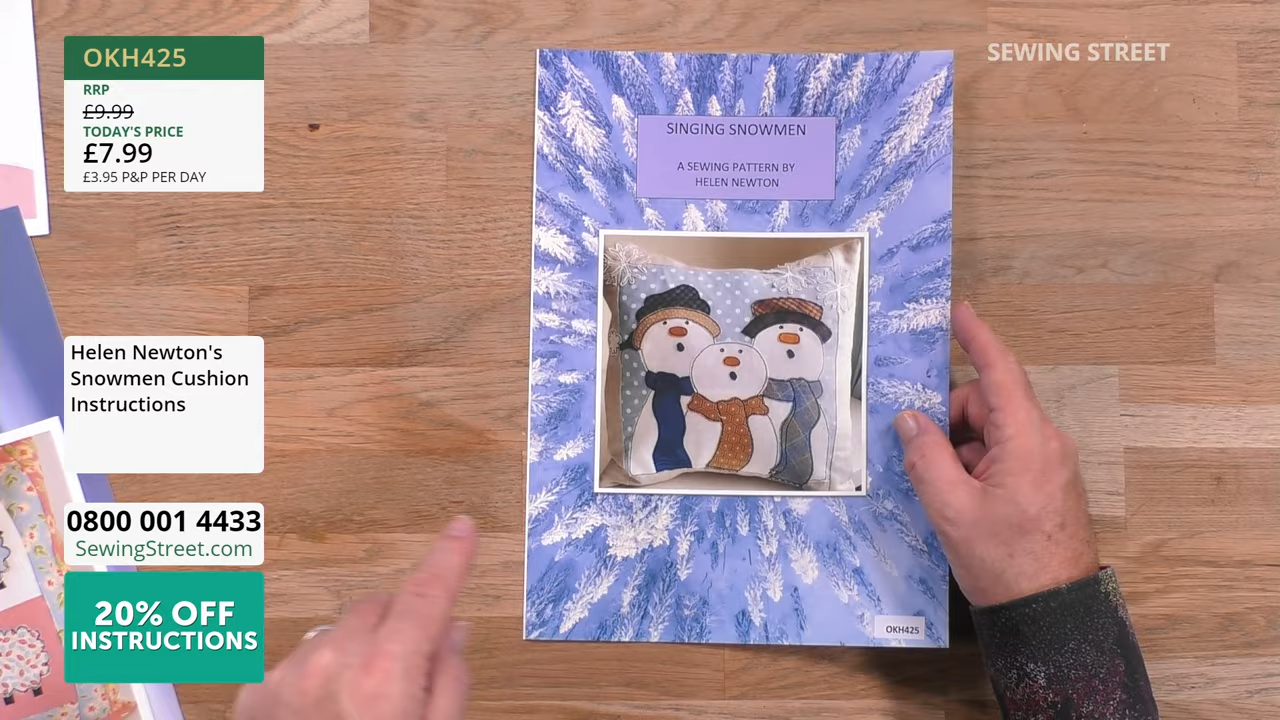 OKH425
RRP
£9.99
TODAY'S PRICE
£7.99
£3.95 P&P PER DAY
Helen Newton's
Snowmen Cushion
Instructions
0800 001 4433
SewingStreet.com
20% OFF
INSTRUCTIONS
SEWING STREET
SINGING SNOWMEN
A SEWING PATTERN BY
HELEN NEWTON
OKH425